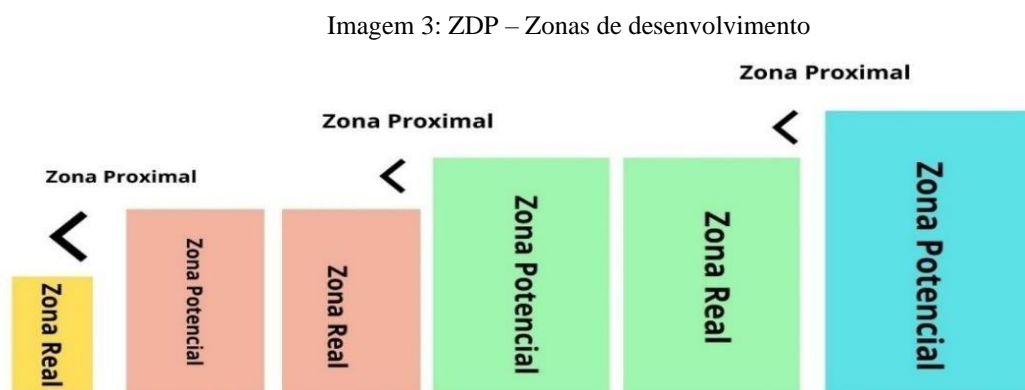 Imagem 3: ZDP – Zonas de desenvolvimento
Zona Proximal
Zona Proximal
Zona Proximal
Zona Real
Zona Potencial
Zona Real
Zona Potencial
Zona Real
Zona Potencial